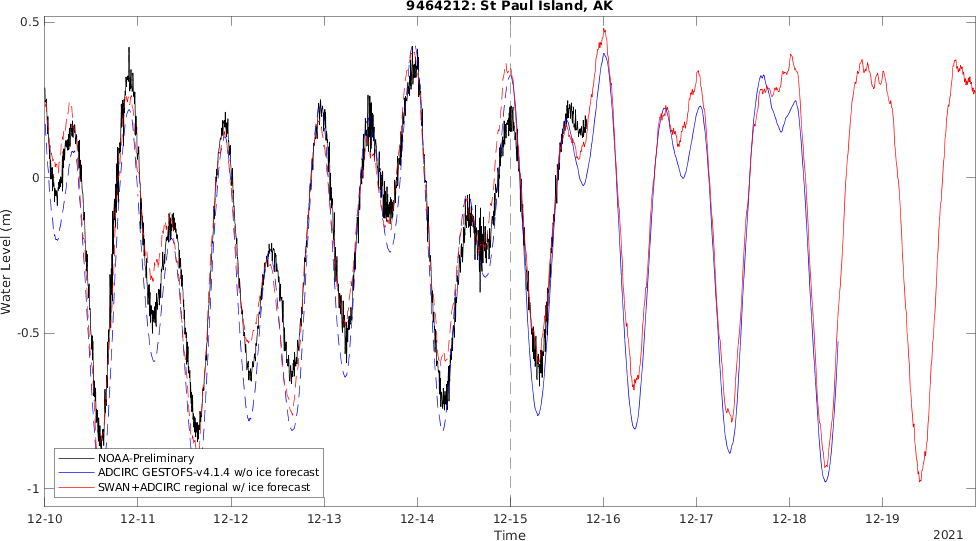 9464212: St Paul Island, AK
0.5
0
-0.5
-1
Water Level (m)
NOAA-Preliminary
ADCIRC GESTOFS-v4.1.4 w/o ice forecast
SWAN+ADCIRC regional w/ ice forecast
12-10 12-11 12-12 12-13 12-14 12-15 12-16 12-17 12-18 12-19
Time
2021